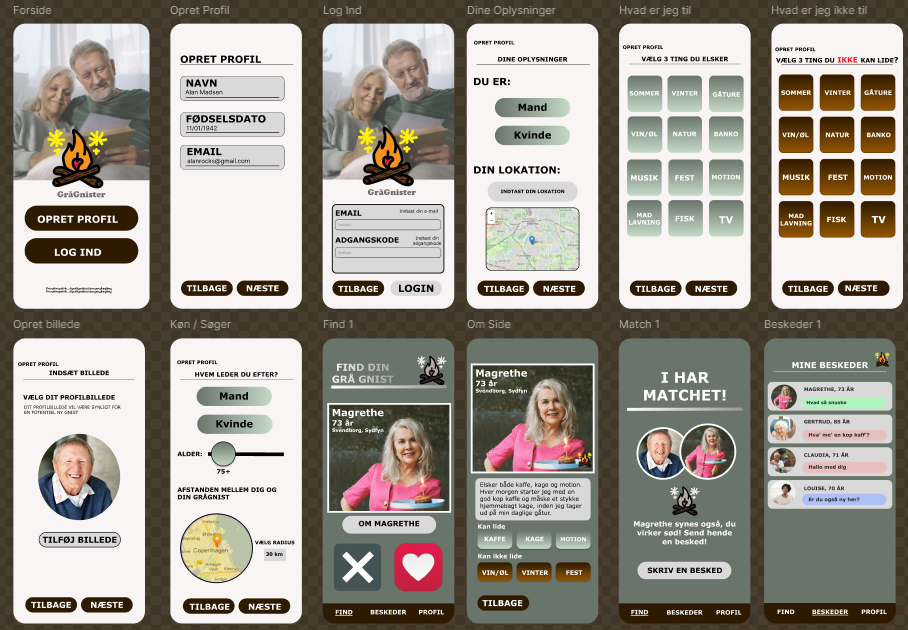 Forside
GråGnister
OPRET PROFIL
LOG IND
Opret Profil
OPRET PROFIL
NAVN
Alan Madsen
FØDSELSDATO
11/01/1942
EMAIL
alanrocks@gmail.com
TILBAGE
NÆSTE
Log Ind
GråGnister
EMAIL
Indtast din e-mail
ADGANGSKODE
Indtast din
adgangskode
TILBAGE
LOGIN
Dine Oplysninger
OPRET PROFIL
DINE OPLYSNINGER
DU ER:
Mand
Kvinde
DIN LOKATION:
INDTAST DIN LOKATION
TILBAGE
NÆSTE
Hvad er jeg til
OPRET PROFIL
VÆLG 3 TING DU ELSKER
SOMMER
VINTER
GÅTURE
VIN/ØL
NATUR
BANKO
MUSIK
FEST
MOTION
MAD
LAVNING
FISK
TV
TILBAGE
NÆSTE
Hvad er jeg ikke til
OPRET PROFIL
VÆLG 3 TING DU IKKE KAN LIDE?
SOMMER
VINTER
GÅTURE
VIN/ØL
NATUR
BANKO
MUSIK
FEST
MOTION
MAD
LAVNING
FISK
TV
TILBAGE
NÆSTE
Opret billede
OPRET PROFIL
INDSÆT BILLEDE
VÆLG DIT PROFILBILLEDE
DIT PROFILBILLEDE VIL VÆRE SYNLIGT FOR
EN POTENTIEL NY GNIST
TILFØJ BILLEDE
TILBAGE
NÆSTE
Køn / Søger
OPRET PROFIL
HVEM LEDER DU EFTER?
Mand
Kvinde
ALDER:
75+
AFSTANDEN MELLEM DIG OG
DIN GRÅGNIST
Copenhagen
VÆLG RADIUS
30 km
TILBAGE
NÆSTE
Find 1
FIND DIN
GRÅ GNIST
Magrethe
73 år
Svendborg, Sydfyn
OM MAGRETHE
FIND
BESKEDER
PROFIL
Om Side
Magrethe
73 år
Svendborg, Sydfyn
Elsker både kaffe, kage og motion.
Hver morgen starter jeg med en
god kop kaffe og måske et stykke
hjemmebagt kage, inden jeg tager
ud på min daglige gåtur.
Kan lide
KAFFE
KAGE
MOTION
Kan ikke lide
VIN/ØL
VINTER
FEST
TILBAGE
Match 1
I HAR
MATCHET!
Magrethe synes også, du
virker sød! Send hende
en besked!
SKRIV EN BESKED
FIND
BESKEDER
PROFIL
Beskeder 1
MINE BESKEDER
MAGRETHE, 73 ÅR
Hvad så snuske
GERTRUD, 85 ÅR
Hva' me' en kop kaff'?
CLAUDIA, 71 ÅR
Hallo med dig
LOUISE, 70 ÅR
Er du også ny her?
FIND
BESKEDER
PROFIL